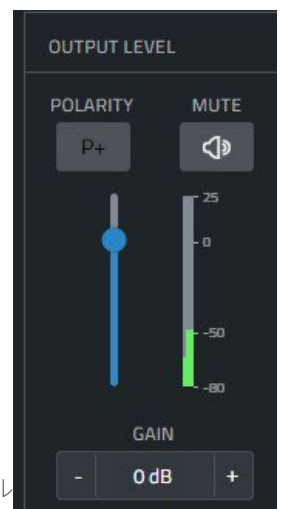 OUTPUT LEVEL
POLARITY MUTE
P+
25
0
-50
-80
GAIN
- 0 dB +